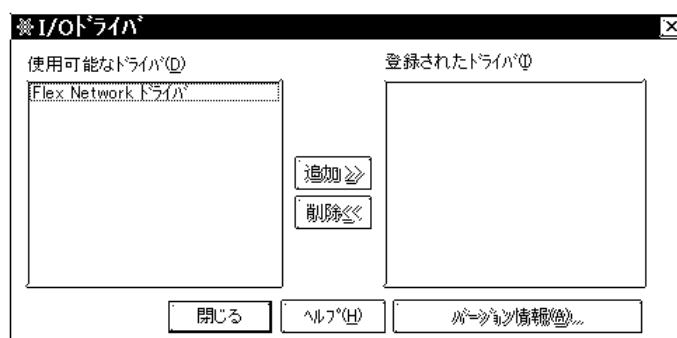 I/Oﾄﾞﾗｲﾊﾞ
使用可能なﾄﾞﾗｲﾊﾞ(D)
登録されたﾄﾞﾗｲﾊﾞ(I)
Flex Network ﾄﾞﾗｲﾊﾞ
追加>>
削除<<
閉じる
ﾍﾙﾌﾟ(H)
ﾊﾞｰｼﾞｮﾝ情報(A)...